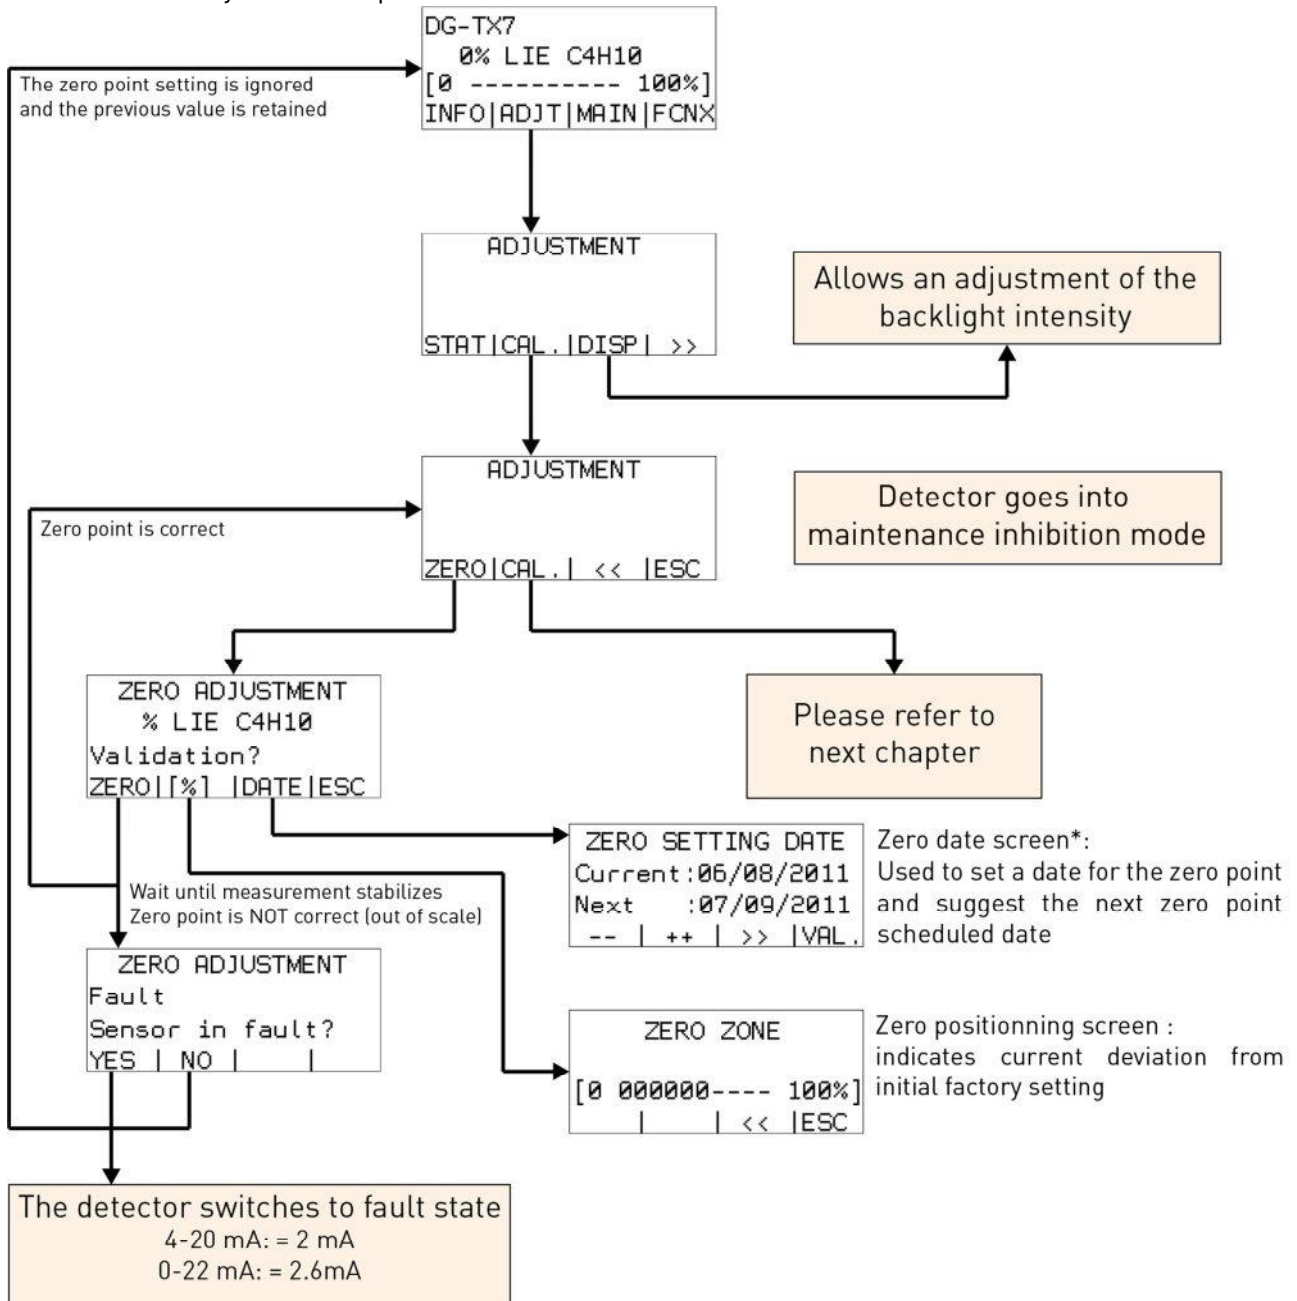 DG-TX7
0% LIE C4H10
[0 ---------- 100%]
INFO|ADJT|MAIN|FCNX
The zero point setting is ignored
and the previous value is retained
ADJUSTMENT
STAT|CAL.|DISP| >>
Allows an adjustment of the
backlight intensity
ADJUSTMENT
ZERO|CAL.| << |ESC
Detector goes into
maintenance inhibition mode
Zero point is correct
ZERO ADJUSTMENT
% LIE C4H10
Validation?
ZERO|[%] |DATE|ESC
Please refer to
next chapter
ZERO SETTING DATE
Current:06/08/2011
Next :07/09/2011
-- | ++ | >> |VAL.
Zero date screen*:
Used to set a date for the zero point
and suggest the next zero point
scheduled date
Wait until measurement stabilizes
Zero point is NOT correct (out of scale)
ZERO ADJUSTMENT
Fault
Sensor in fault?
YES | NO | |
ZERO ZONE
[0 000000---- 100%]
| | << |ESC
Zero positionning screen :
indicates current deviation from
initial factory setting
The detector switches to fault state
4-20 mA: = 2 mA
0-22 mA: = 2.6mA